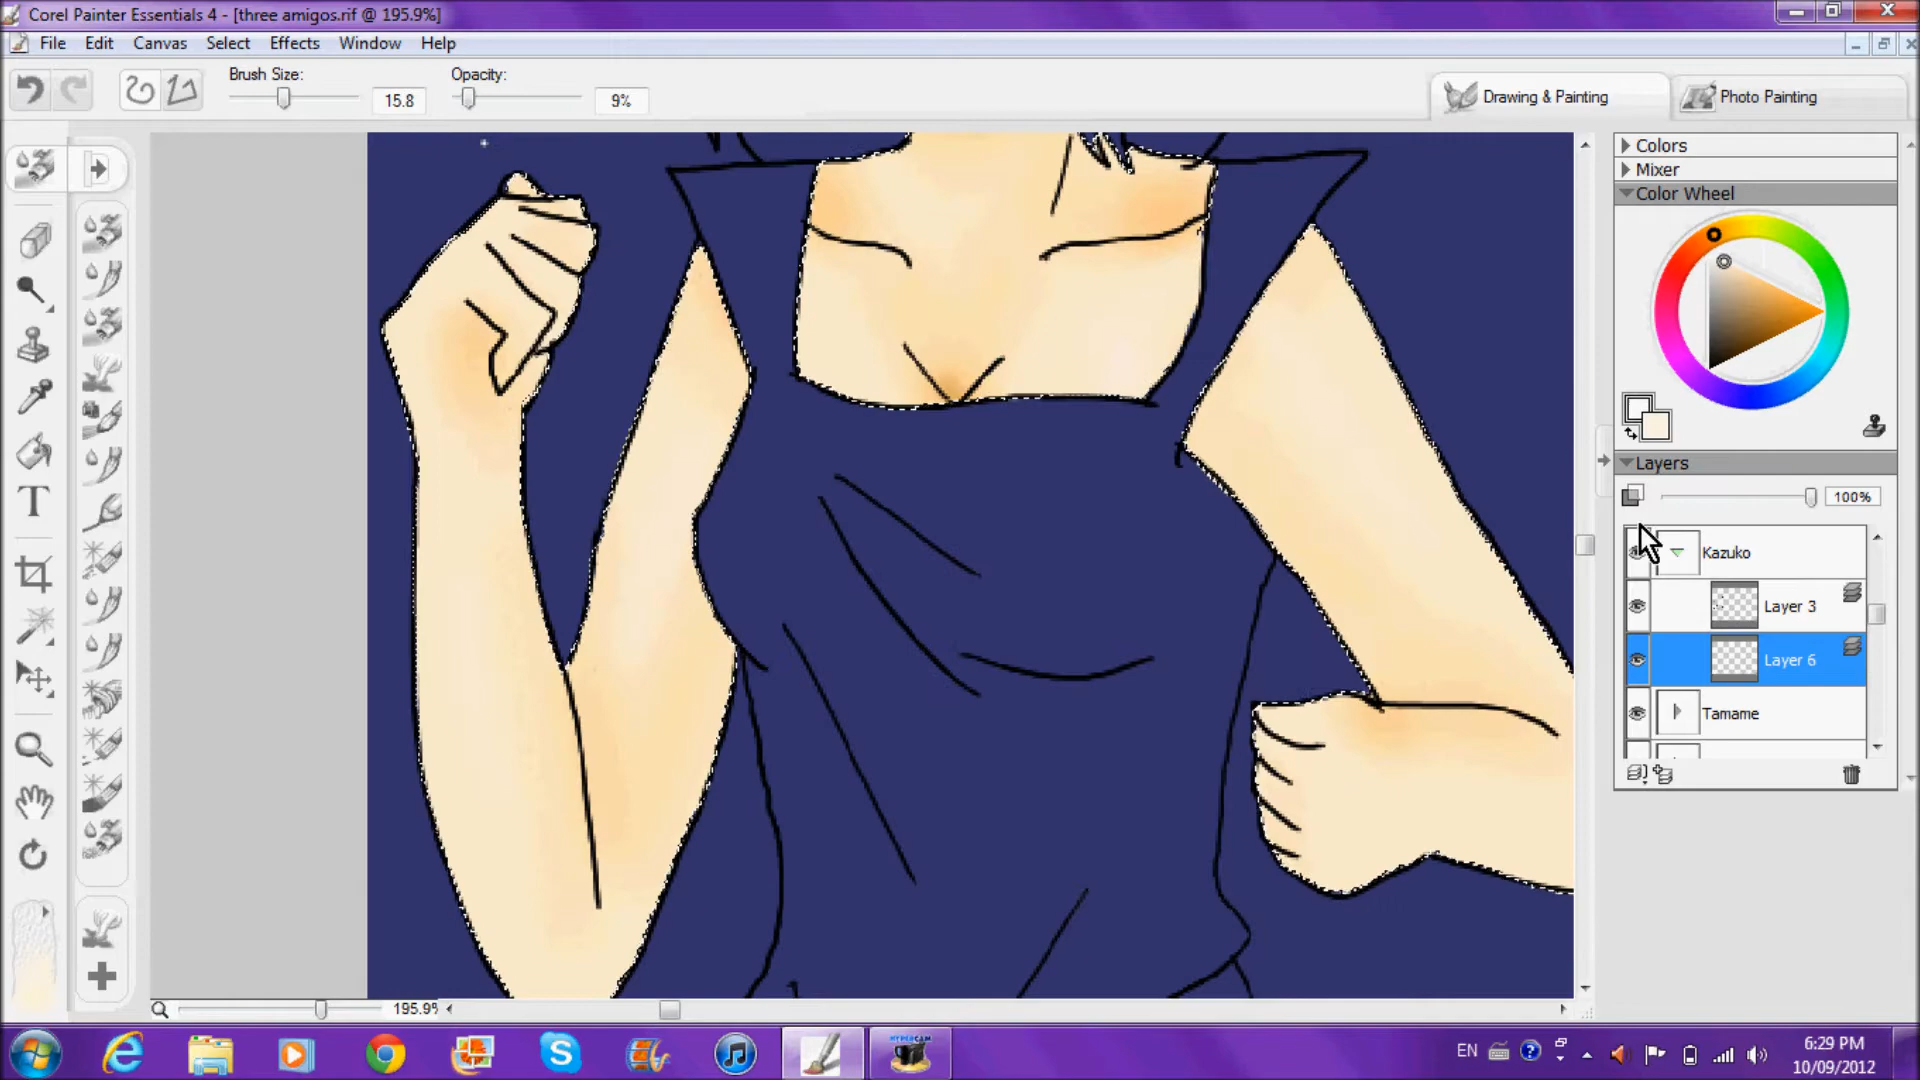 Corel Painter Essentials 4 - [three amigos.rif @ 195.9%]
File Edit Canvas Select Effects Window Help
Brush Size: 15.8 Opacity: 9%
Drawing & Painting Photo Painting
Colors
Mixer
Color Wheel
Layers
100%
Kazuko
Layer 3
Layer 6
Tamame
T
195.9%
HYPERCAM
EN
6:29 PM
10/09/2012